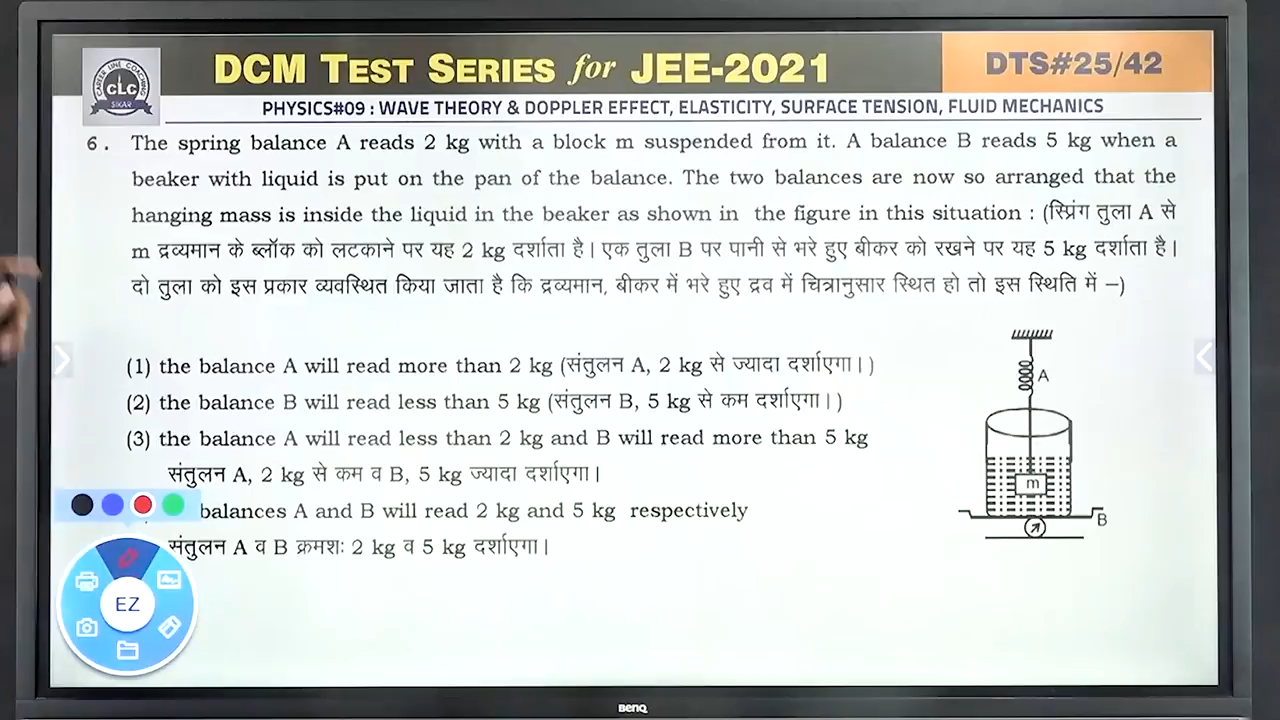 CAREER LINE COACHING
CLC
SIKAR
DCM TEST SERIES for JEE-2021
DTS#25/42
PHYSICS#09 : WAVE THEORY & DOPPLER EFFECT, ELASTICITY, SURFACE TENSION, FLUID MECHANICS
6. The spring balance A reads 2 kg with a block m suspended from it. A balance B reads 5 kg when a
beaker with liquid is put on the pan of the balance. The two balances are now so arranged that the
hanging mass is inside the liquid in the beaker as shown in the figure in this situation : (स्प्रिंग तुला A से
m द्रव्यमान के ब्लॉक को लटकाने पर यह 2 kg दर्शाता है। एक तुला B पर पानी से भरे हुए बीकर को रखने पर यह 5 kg दर्शाता है।
दो तुला को इस प्रकार व्यवस्थित किया जाता है कि द्रव्यमान, बीकर में भरे हुए द्रव में चित्रानुसार स्थित हो तो इस स्थिति में –)
(1) the balance A will read more than 2 kg (संतुलन A, 2 kg से ज्यादा दर्शाएगा।)
(2) the balance B will read less than 5 kg (संतुलन B, 5 kg से कम दर्शाएगा।)
(3) the balance A will read less than 2 kg and B will read more than 5 kg
संतुलन A, 2 kg से कम व B, 5 kg ज्यादा दर्शाएगा।
balances A and B will read 2 kg and 5 kg respectively
संतुलन A व B क्रमशः 2 kg व 5 kg दर्शाएगा।
A
m
B
EZ
BenQ